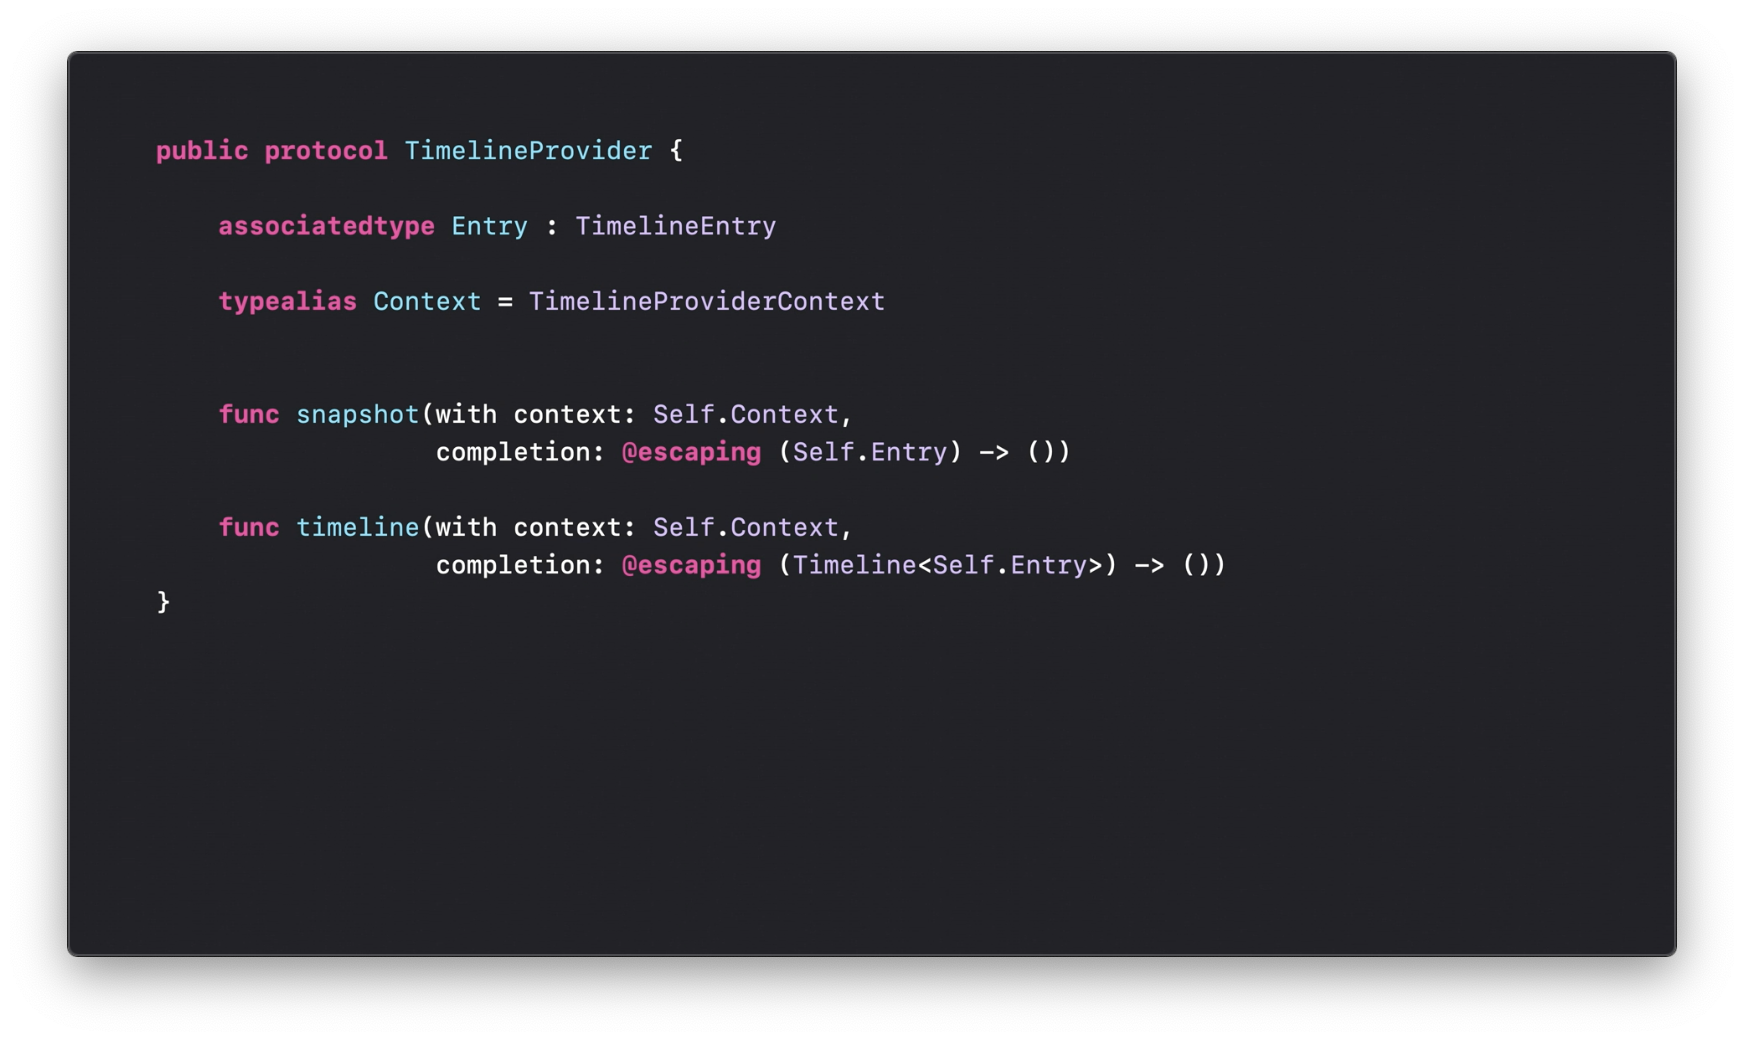 public protocol TimelineProvider {
    associatedtype Entry : TimelineEntry
    typealias Context = TimelineProviderContext
    func snapshot(with context: Self.Context,
                  completion: @escaping (Self.Entry) -> ())
    func timeline(with context: Self.Context,
                  completion: @escaping (Timeline<Self.Entry>) -> ())
}